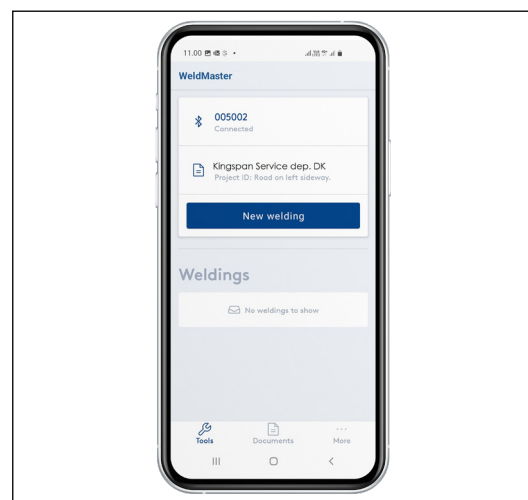 11.00
WeldMaster
005002
Connected
Kingspan Service dep. DK
Project ID: Road on left sideway.
New welding
Weldings
No weldings to show
Tools
Documents
More